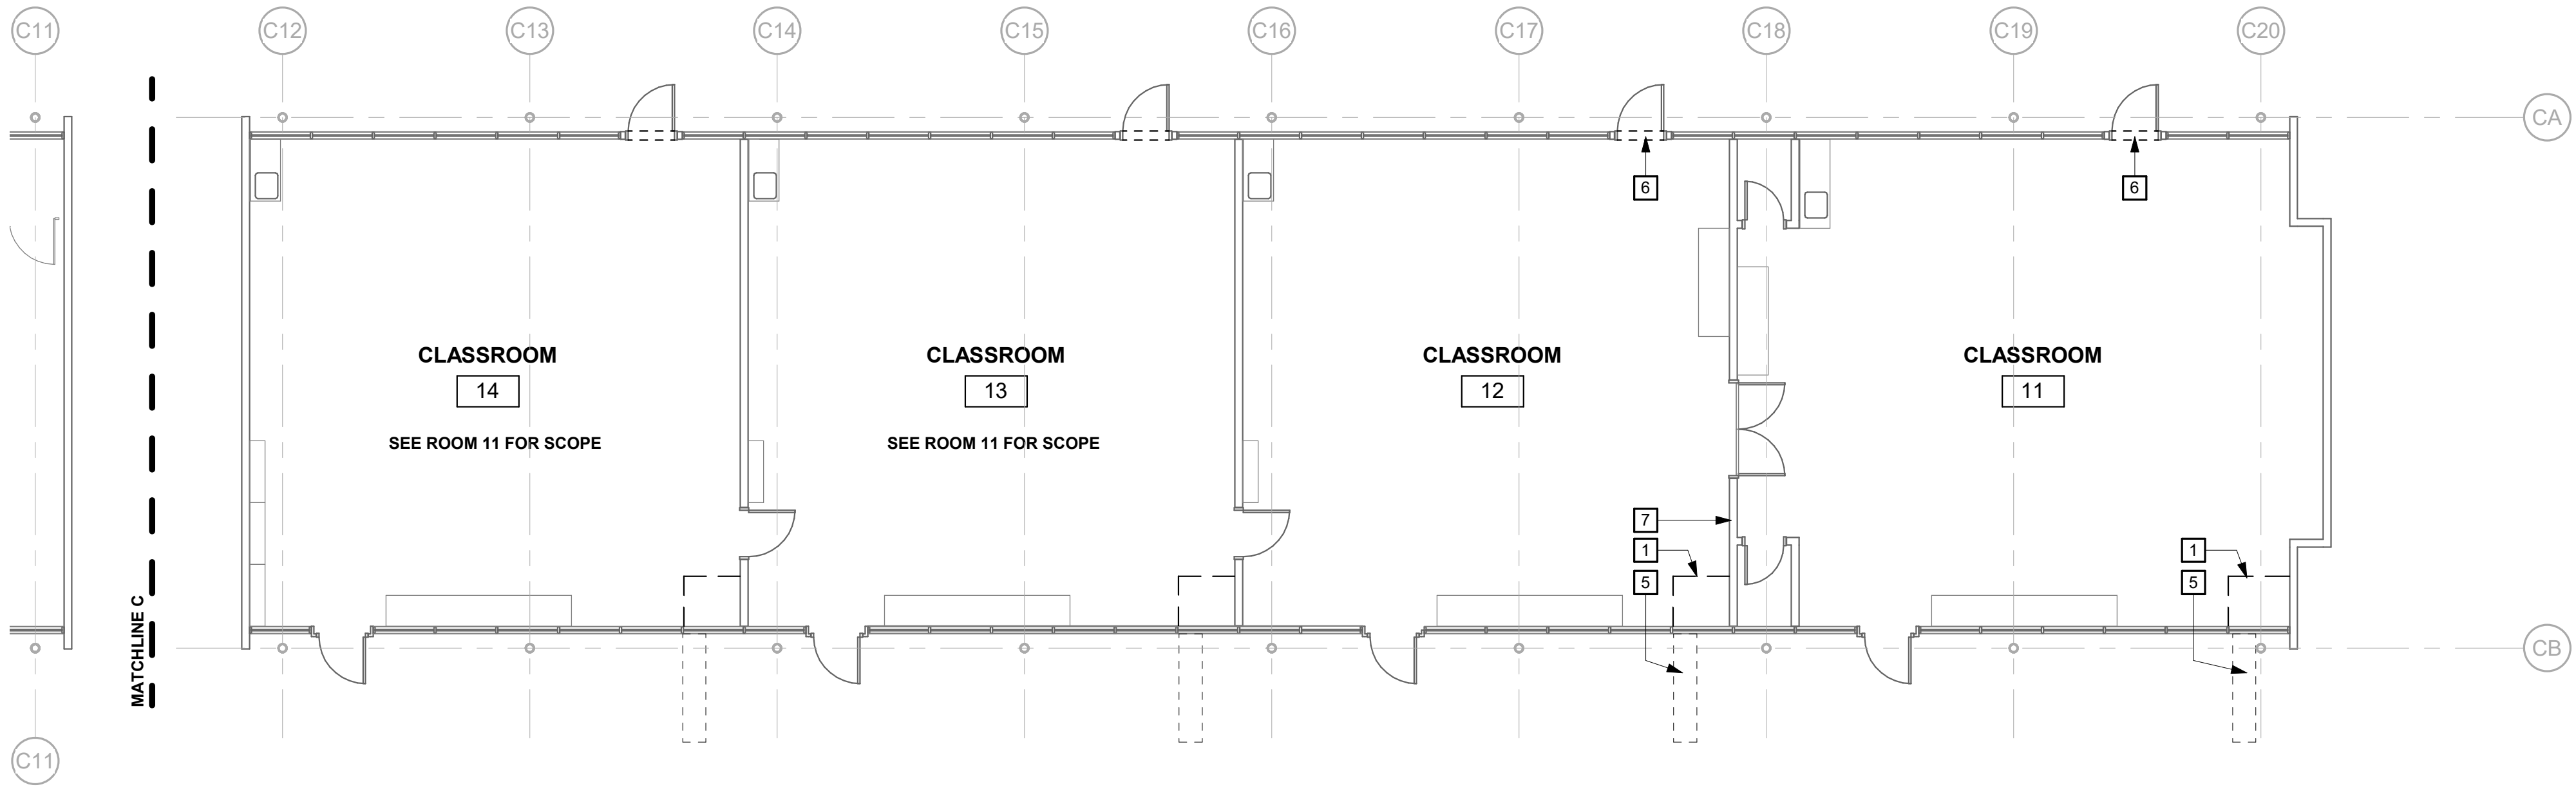 C11 C12 C13 C14 C15 C16 C17 C18 C19 C20
CA
6 6
CLASSROOM CLASSROOM CLASSROOM CLASSROOM
14 13 12 11
SEE ROOM 11 FOR SCOPE SEE ROOM 11 FOR SCOPE
7
1 1
5 5
MATCHLINE C
CB
C11